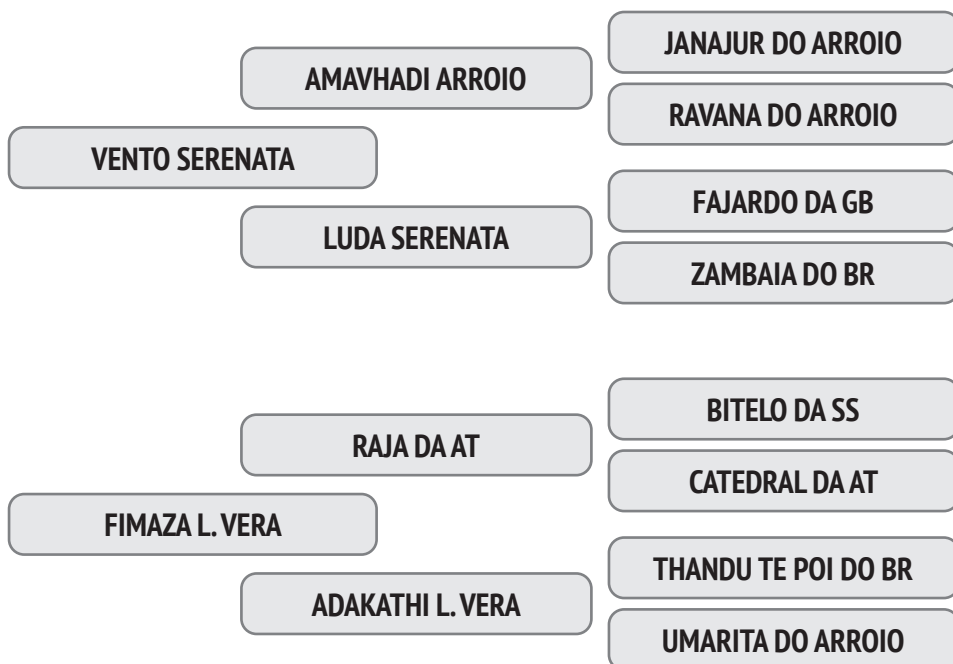 JANAJUR DO ARROIO
AMAVHADI ARROIO
RAVANA DO ARROIO
VENTO SERENATA
FAJARDO DA GB
LUDA SERENATA
ZAMBAIA DO BR
BITELO DA SS
RAJA DA AT
CATEDRAL DA AT
FIMAZA L. VERA
THANDU TE POI DO BR
ADAKATHI L. VERA
UMARITA DO ARROIO